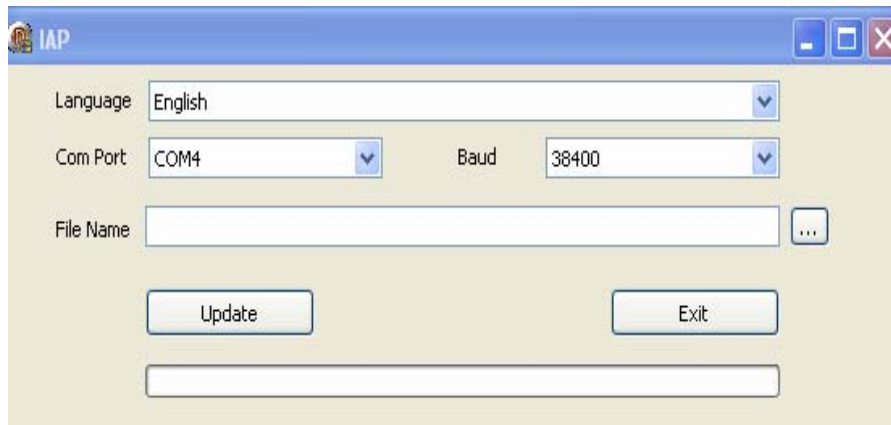 IAP
Language English
Com Port COM4 Baud 38400
File Name ...
Update Exit